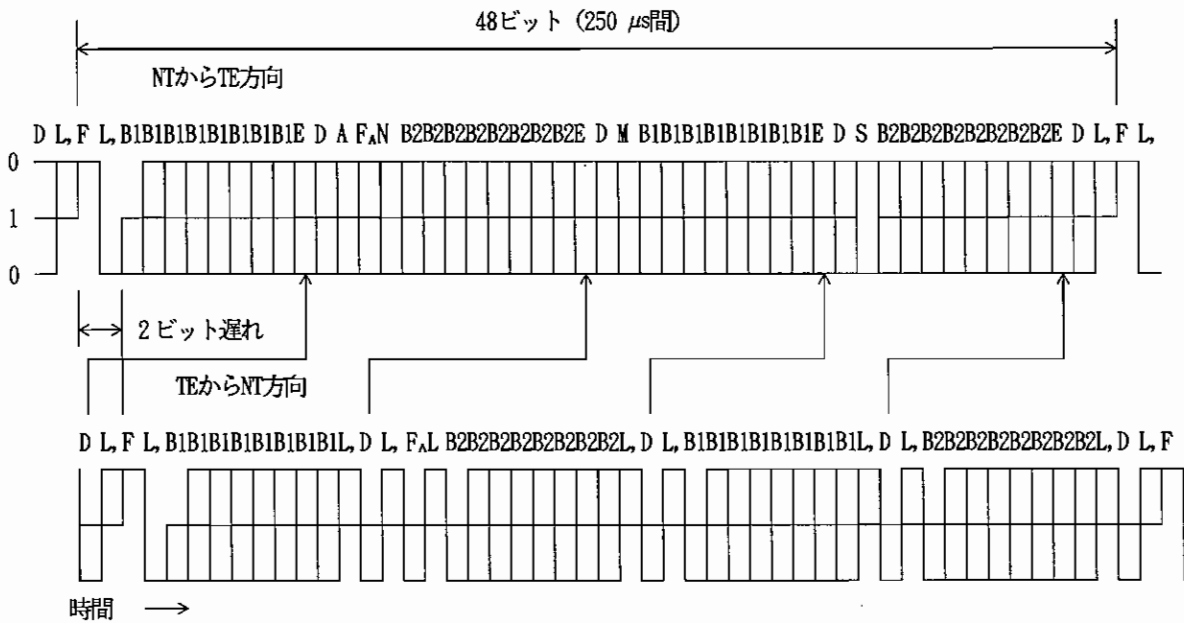 48ビット (250 μs間)
NTからTE方向
D L, F L, B1B1B1B1B1B1B1B1E D A FAN B2B2B2B2B2B2B2B2E D M B1B1B1B1B1B1B1B1E D S B2B2B2B2B2B2B2B2E D L, F L,
0
1
0
2ビット遅れ
TEからNT方向
D L, F L, B1B1B1B1B1B1B1B1L, D L, FAL B2B2B2B2B2B2B2B2L, D L, B1B1B1B1B1B1B1B1L, D L, B2B2B2B2B2B2B2B2L, D L, F
時間